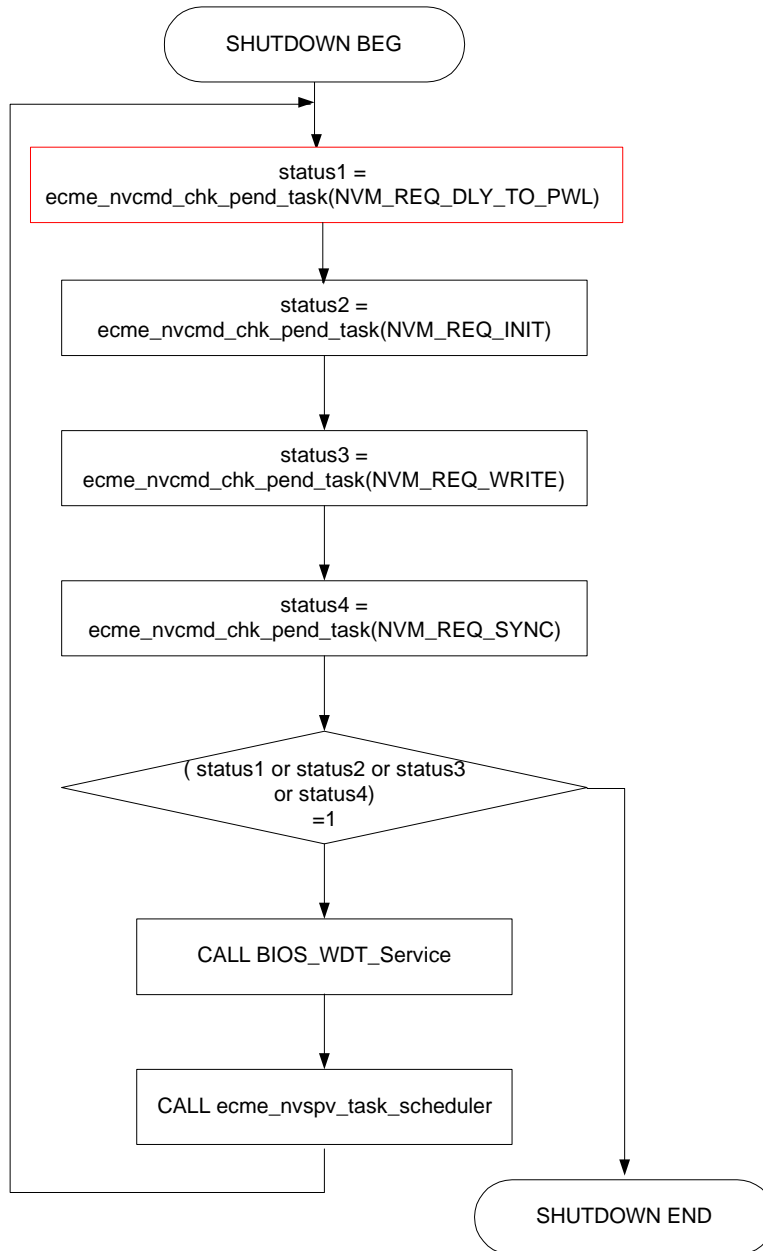 SHUTDOWN BEG
status1 =
ecme_nvcmd_chk_pend_task(NVM_REQ_DLY_TO_PWL)
status2 =
ecme_nvcmd_chk_pend_task(NVM_REQ_INIT)
status3 =
ecme_nvcmd_chk_pend_task(NVM_REQ_WRITE)
status4 =
ecme_nvcmd_chk_pend_task(NVM_REQ_SYNC)
( status1 or status2 or status3
or status4)
=1
CALL BIOS_WDT_Service
CALL ecme_nvspv_task_scheduler
SHUTDOWN END